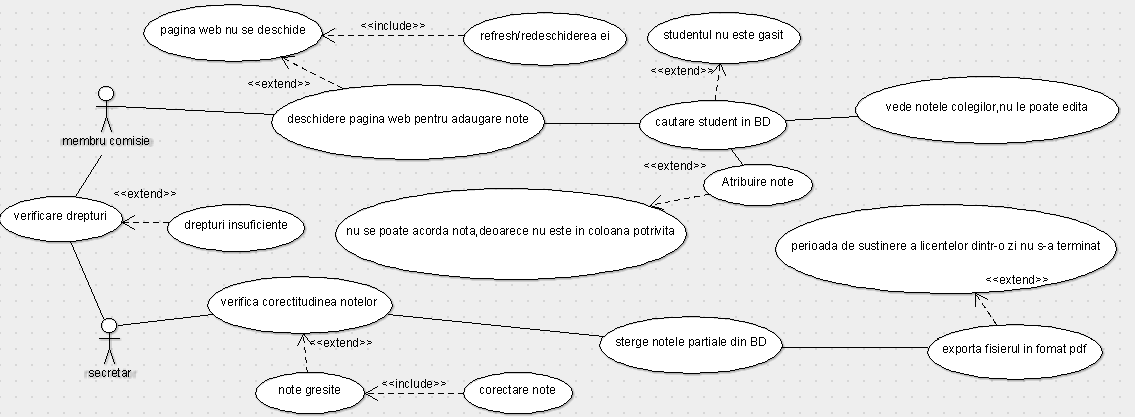 pagina web nu se deschide
<<include>>
refresh/redeschiderea ei
studentul nu este gasit
<<extend>>
<<extend>>
deschidere pagina web pentru adaugare note
cautare student in BD
vede notele colegilor,nu le poate edita
membru comisie
<<extend>>
Atribuire note
<<extend>>
verificare drepturi
drepturi insuficiente
nu se poate acorda nota,deoarece nu este in coloana potrivita
perioada de sustinere a licentelor dintr-o zi nu s-a terminat
<<extend>>
verifica corectitudinea notelor
sterge notele partiale din BD
exporta fisierul in fomat pdf
secretar
<<extend>>
note gresite
<<include>>
corectare note